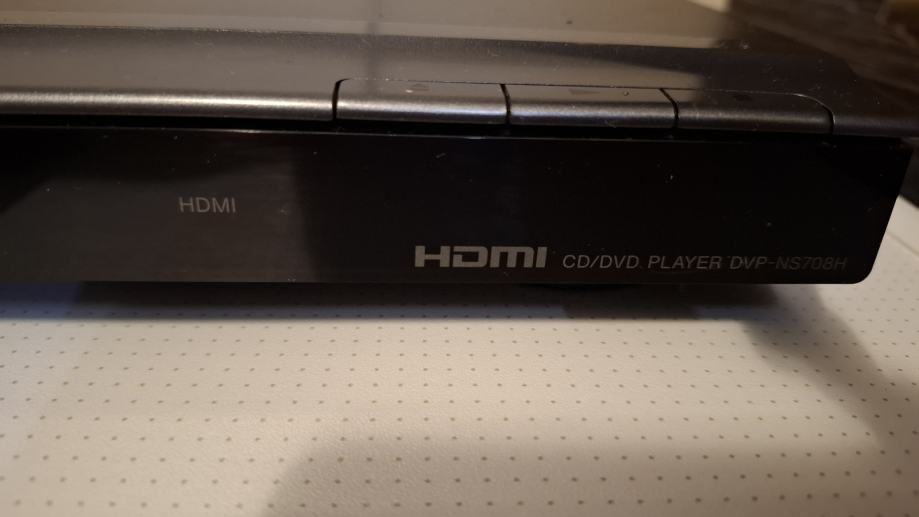 HDMI
HDMI CD/DVD PLAYER DVP-NS708H